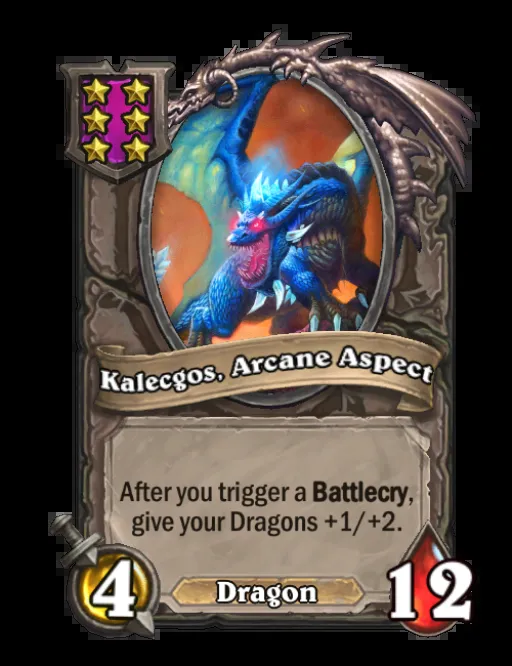 Kalecgos, Arcane Aspect
After you trigger a Battlecry,
give your Dragons +1/+2.
4
Dragon
12